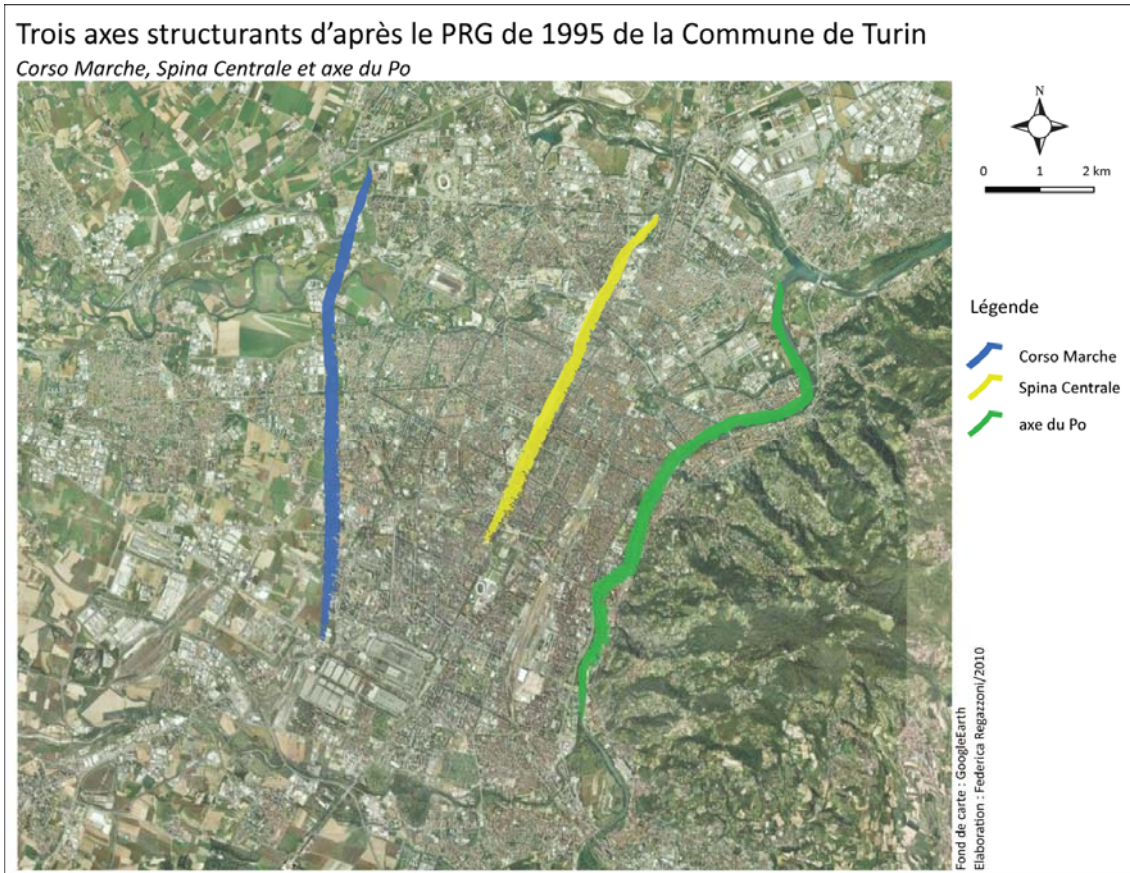 Trois axes structurants d'après le PRG de 1995 de la Commune de Turin
Corso Marche, Spina Centrale et axe du Po
N
0 1 2 km
Légende
Corso Marche
Spina Centrale
axe du Po
Fond de carte : GoogleEarth
Elaboration : Federica Regazzoni/2010